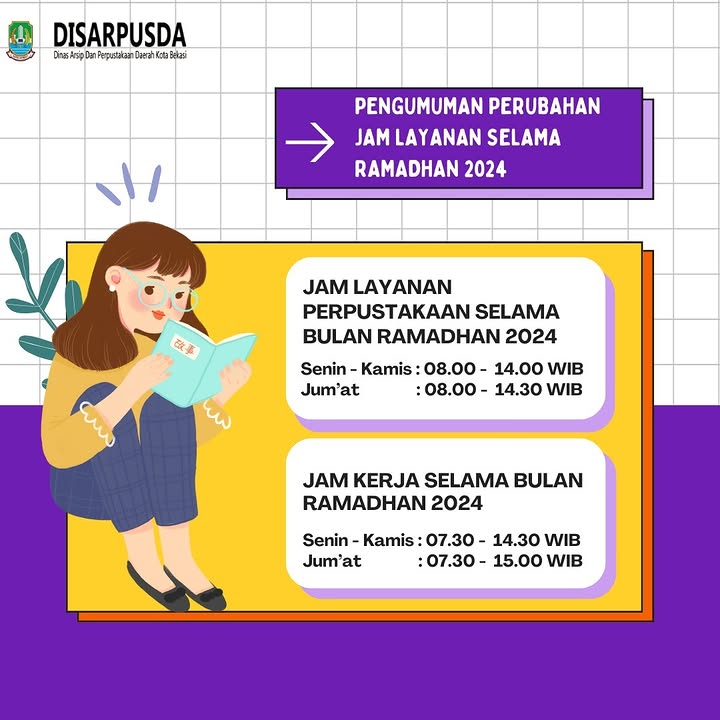 DISARPUSDA
Dinas Arsip Dan Perpustakaan Daerah Kota Bekasi
PENGUMUMAN PERUBAHAN
JAM LAYANAN SELAMA
RAMADHAN 2024
JAM LAYANAN
PERPUSTAKAAN SELAMA
BULAN RAMADHAN 2024
Senin - Kamis : 08.00 - 14.00 WIB
Jum'at : 08.00 - 14.30 WIB
故事
JAM KERJA SELAMA BULAN
RAMADHAN 2024
Senin - Kamis : 07.30 - 14.30 WIB
Jum'at : 07.30 - 15.00 WIB